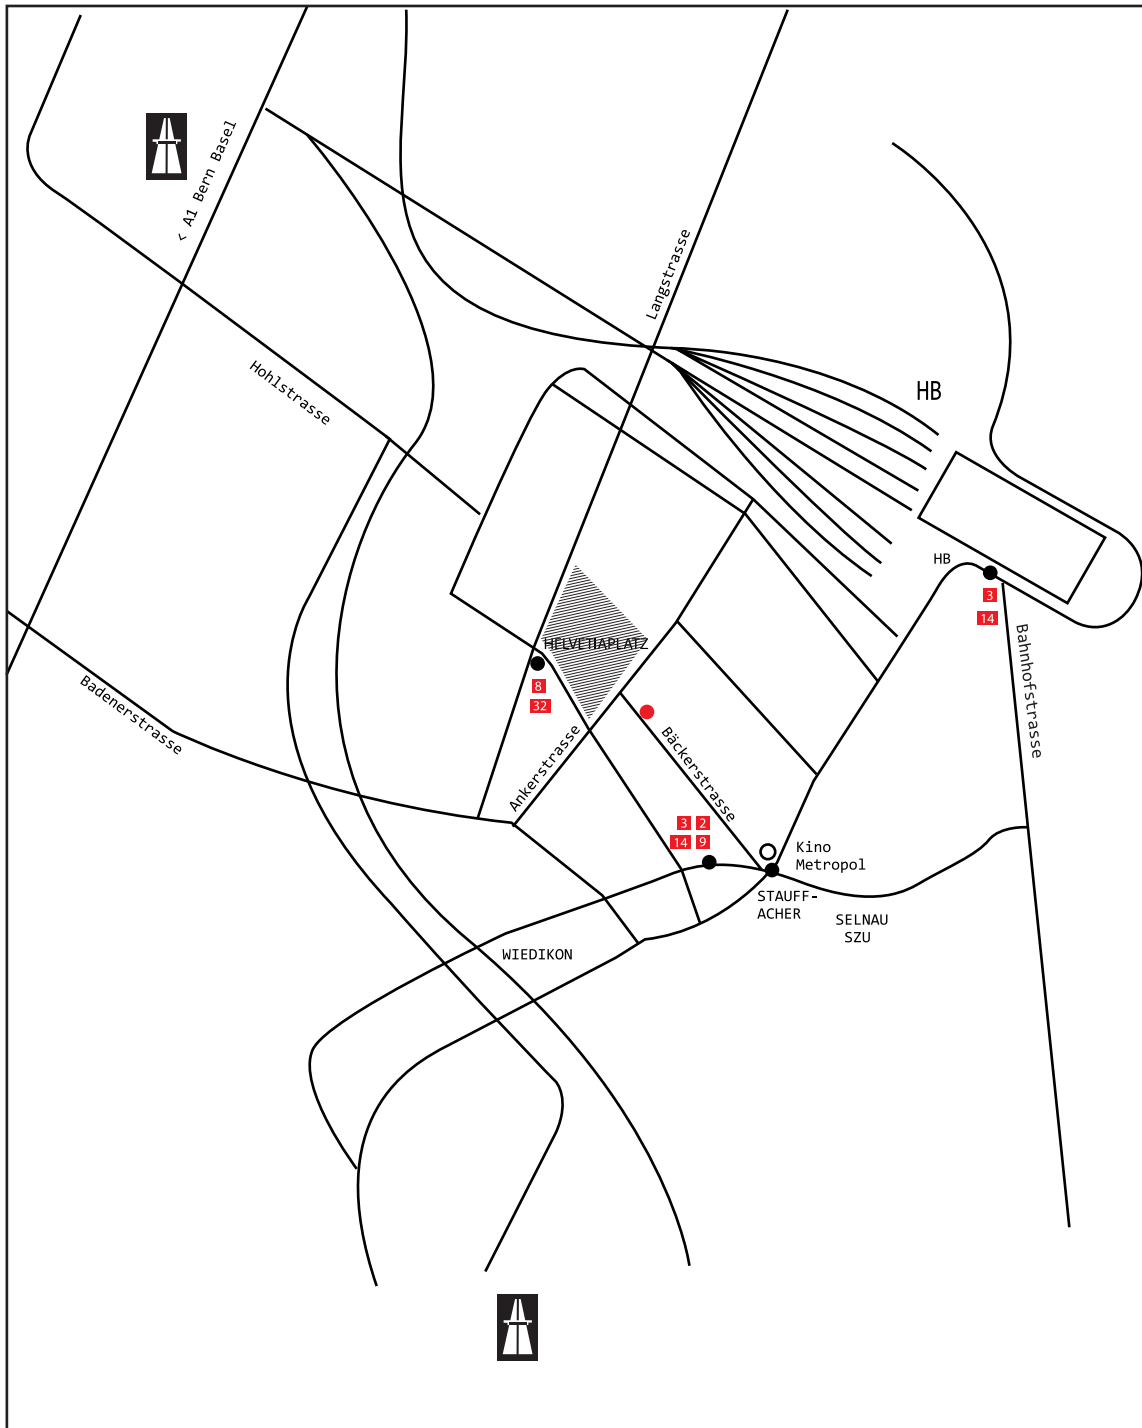 < A1 Bern Basel
Langstrasse
Hohlstrasse
HB
HB
3
14
Bahnhofstrasse
HELVETIAPLATZ
8
32
Badenerstrasse
Ankerstrasse
Bäckerstrasse
3 2
14 9
Kino
Metropol
STAUFF-
ACHER
SELNAU
SZU
WIEDIKON